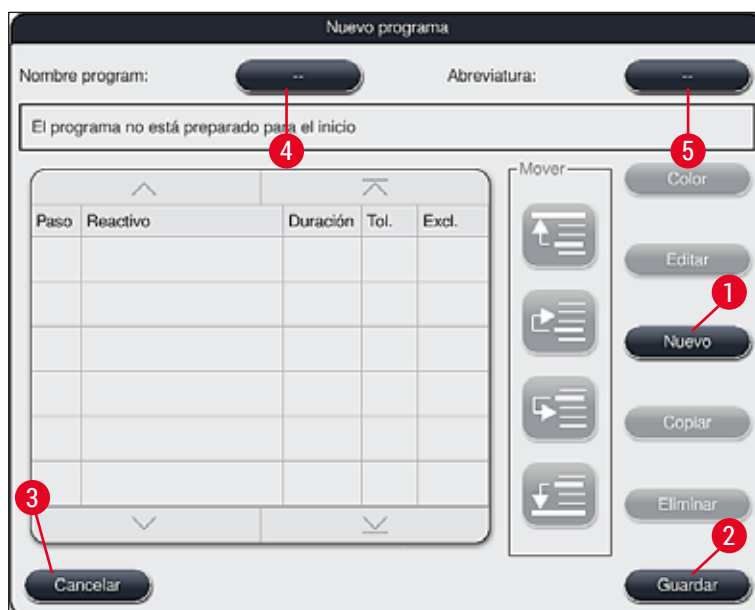 Nuevo programa
Nombre program: -- Abreviatura: --
El programa no está preparado para el inicio
4
5
Mover
Color
Paso Reactivo Duración Tol. Excl.
Editar
1
Nuevo
Copiar
3
Eliminar
2
Cancelar
Guardar